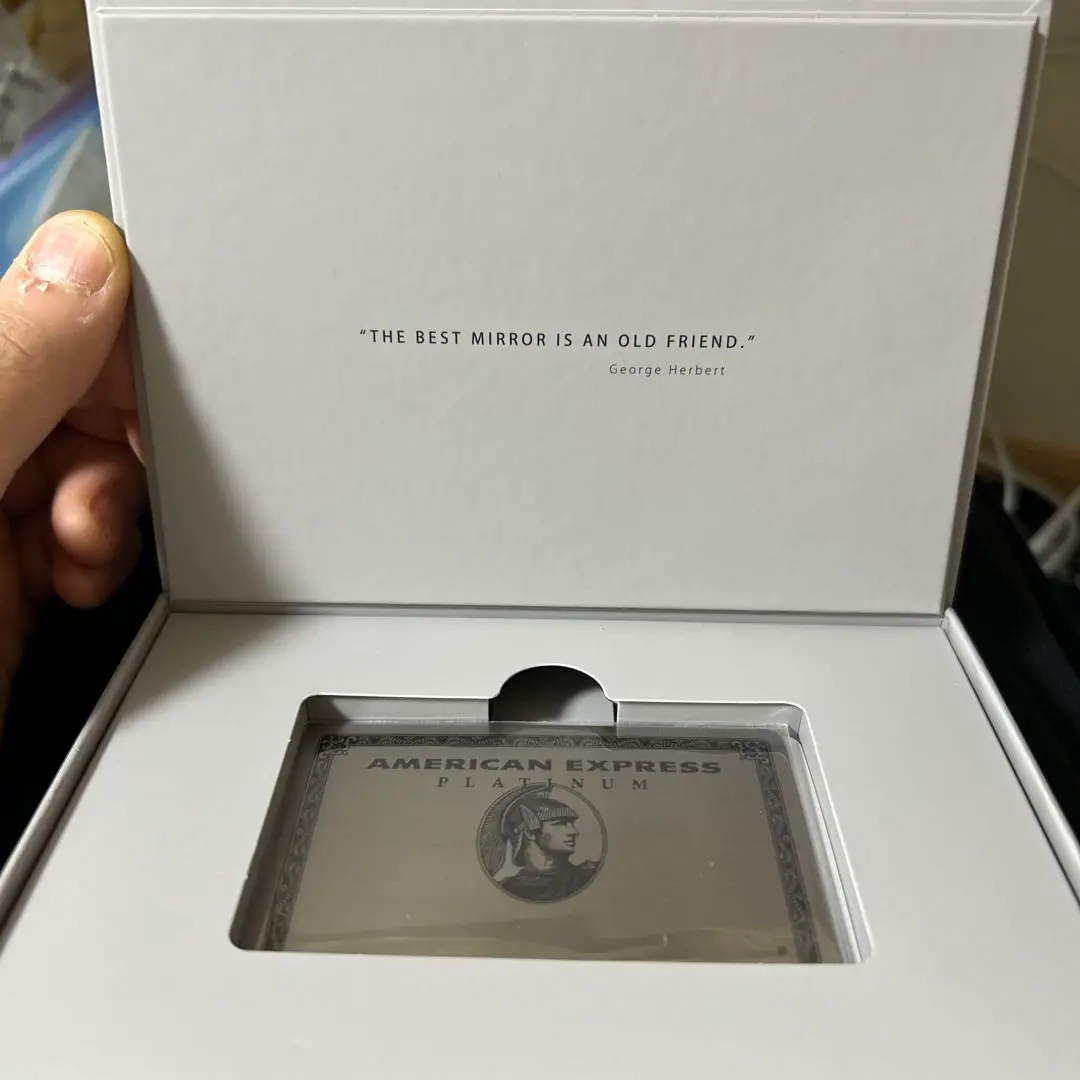 “THE BEST MIRROR IS AN OLD FRIEND.”
George Herbert
AMERICAN EXPRESS
PLATINUM